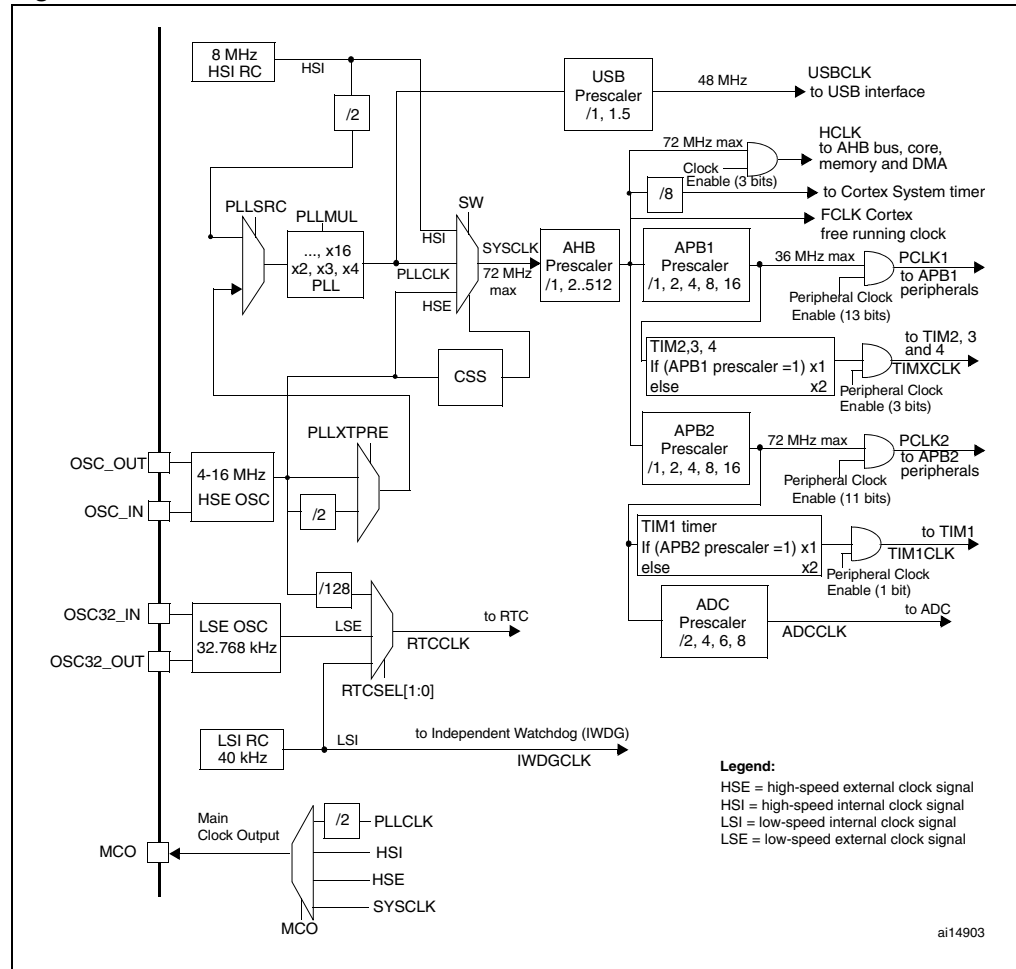 8 MHz
HSI RC
HSI
/2
USB
Prescaler
/1, 1.5
48 MHz
USBCLK
to USB interface
72 MHz max
Clock
Enable (3 bits)
HCLK
to AHB bus, core,
memory and DMA
/8
to Cortex System timer
FCLK Cortex
free running clock
PLLSRC
PLLMUL
..., x16
x2, x3, x4
PLL
SW
HSI
PLLCLK
HSE
SYSCLK
72 MHz
max
AHB
Prescaler
/1, 2..512
APB1
Prescaler
/1, 2, 4, 8, 16
36 MHz max
PCLK1
to APB1
peripherals
Peripheral Clock
Enable (13 bits)
TIM2,3, 4
If (APB1 prescaler =1) x1
else x2
to TIM2, 3
and 4
TIMXCLK
Peripheral Clock
Enable (3 bits)
CSS
PLLXTPRE
OSC_OUT
OSC_IN
4-16 MHz
HSE OSC
/2
APB2
Prescaler
/1, 2, 4, 8, 16
72 MHz max
PCLK2
to APB2
peripherals
Peripheral Clock
Enable (11 bits)
TIM1 timer
If (APB2 prescaler =1) x1
else x2
to TIM1
TIM1CLK
Peripheral Clock
Enable (1 bit)
/128
OSC32_IN
OSC32_OUT
LSE OSC
32.768 kHz
LSE
to RTC
RTCCLK
RTCSEL[1:0]
ADC
Prescaler
/2, 4, 6, 8
to ADC
ADCCLK
LSI RC
40 kHz
LSI
to Independent Watchdog (IWDG)
IWDGCLK
Legend:
HSE = high-speed external clock signal
HSI = high-speed internal clock signal
LSI = low-speed internal clock signal
LSE = low-speed external clock signal
Main
Clock Output
MCO
/2
PLLCLK
HSI
HSE
SYSCLK
MCO
ai14903